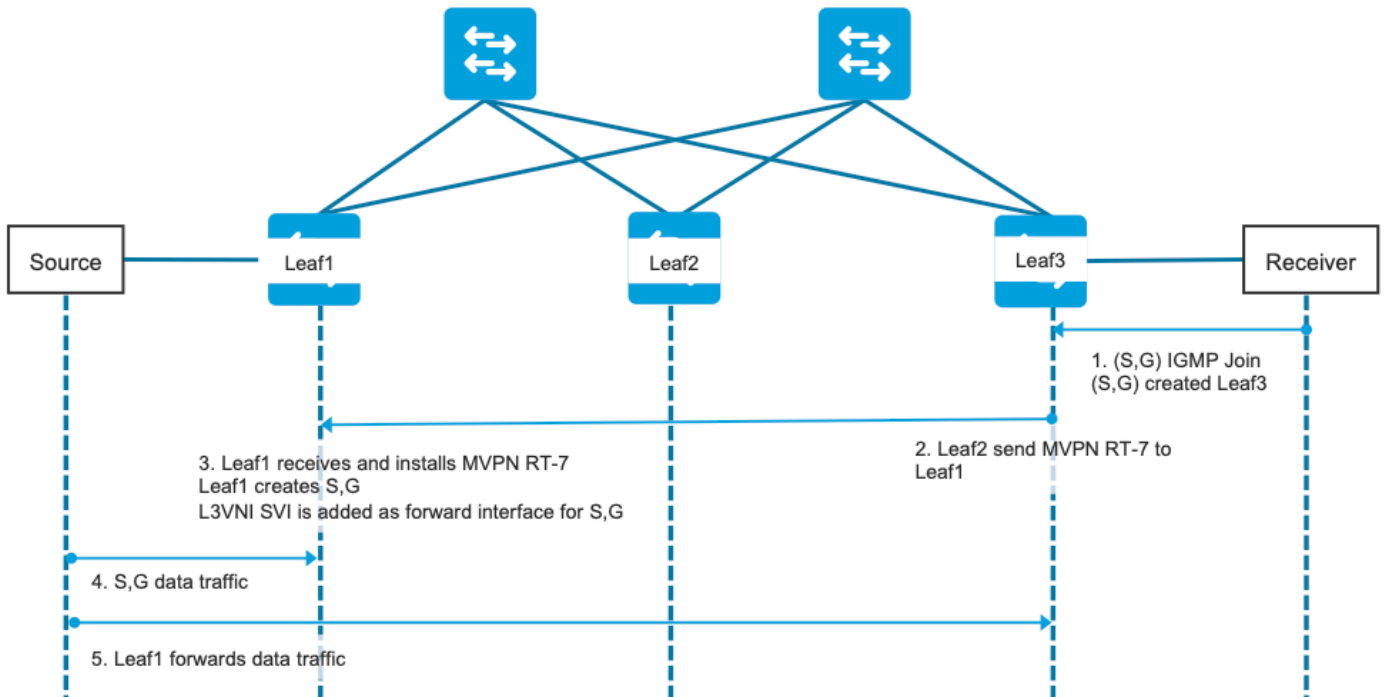 Source
Leaf1
Leaf2
Leaf3
Receiver
1. (S,G) IGMP Join
(S,G) created Leaf3
2. Leaf2 send MVPN RT-7 to
Leaf1
3. Leaf1 receives and installs MVPN RT-7
Leaf1 creates S,G
L3VNI SVI is added as forward interface for S,G
4. S,G data traffic
5. Leaf1 forwards data traffic